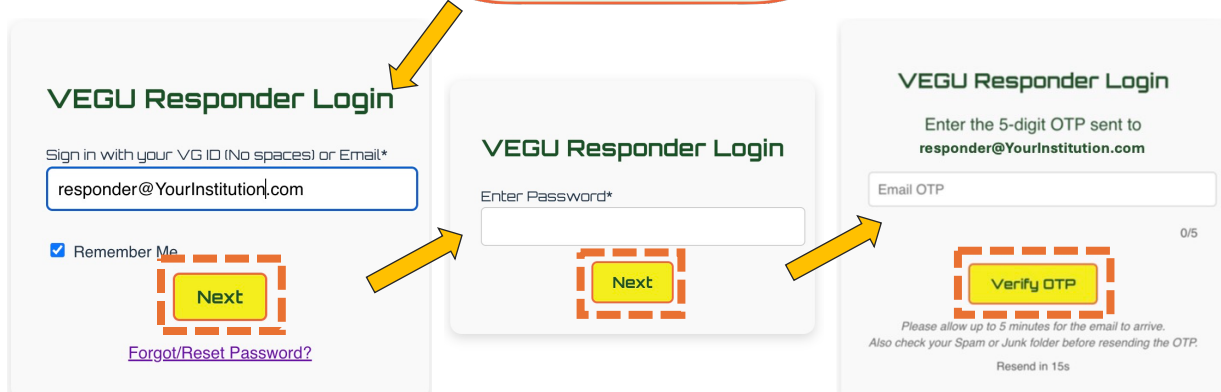 VEGU Responder Login
Sign in with your VG ID (No spaces) or Email*
responder@YourInstitution.com
Remember Me
Next
Forgot/Reset Password?
VEGU Responder Login
Enter Password*
Next
VEGU Responder Login
Enter the 5-digit OTP sent to
responder@YourInstitution.com
Email OTP
0/5
Verify OTP
Please allow up to 5 minutes for the email to arrive.
Also check your Spam or Junk folder before resending the OTP.
Resend in 15s